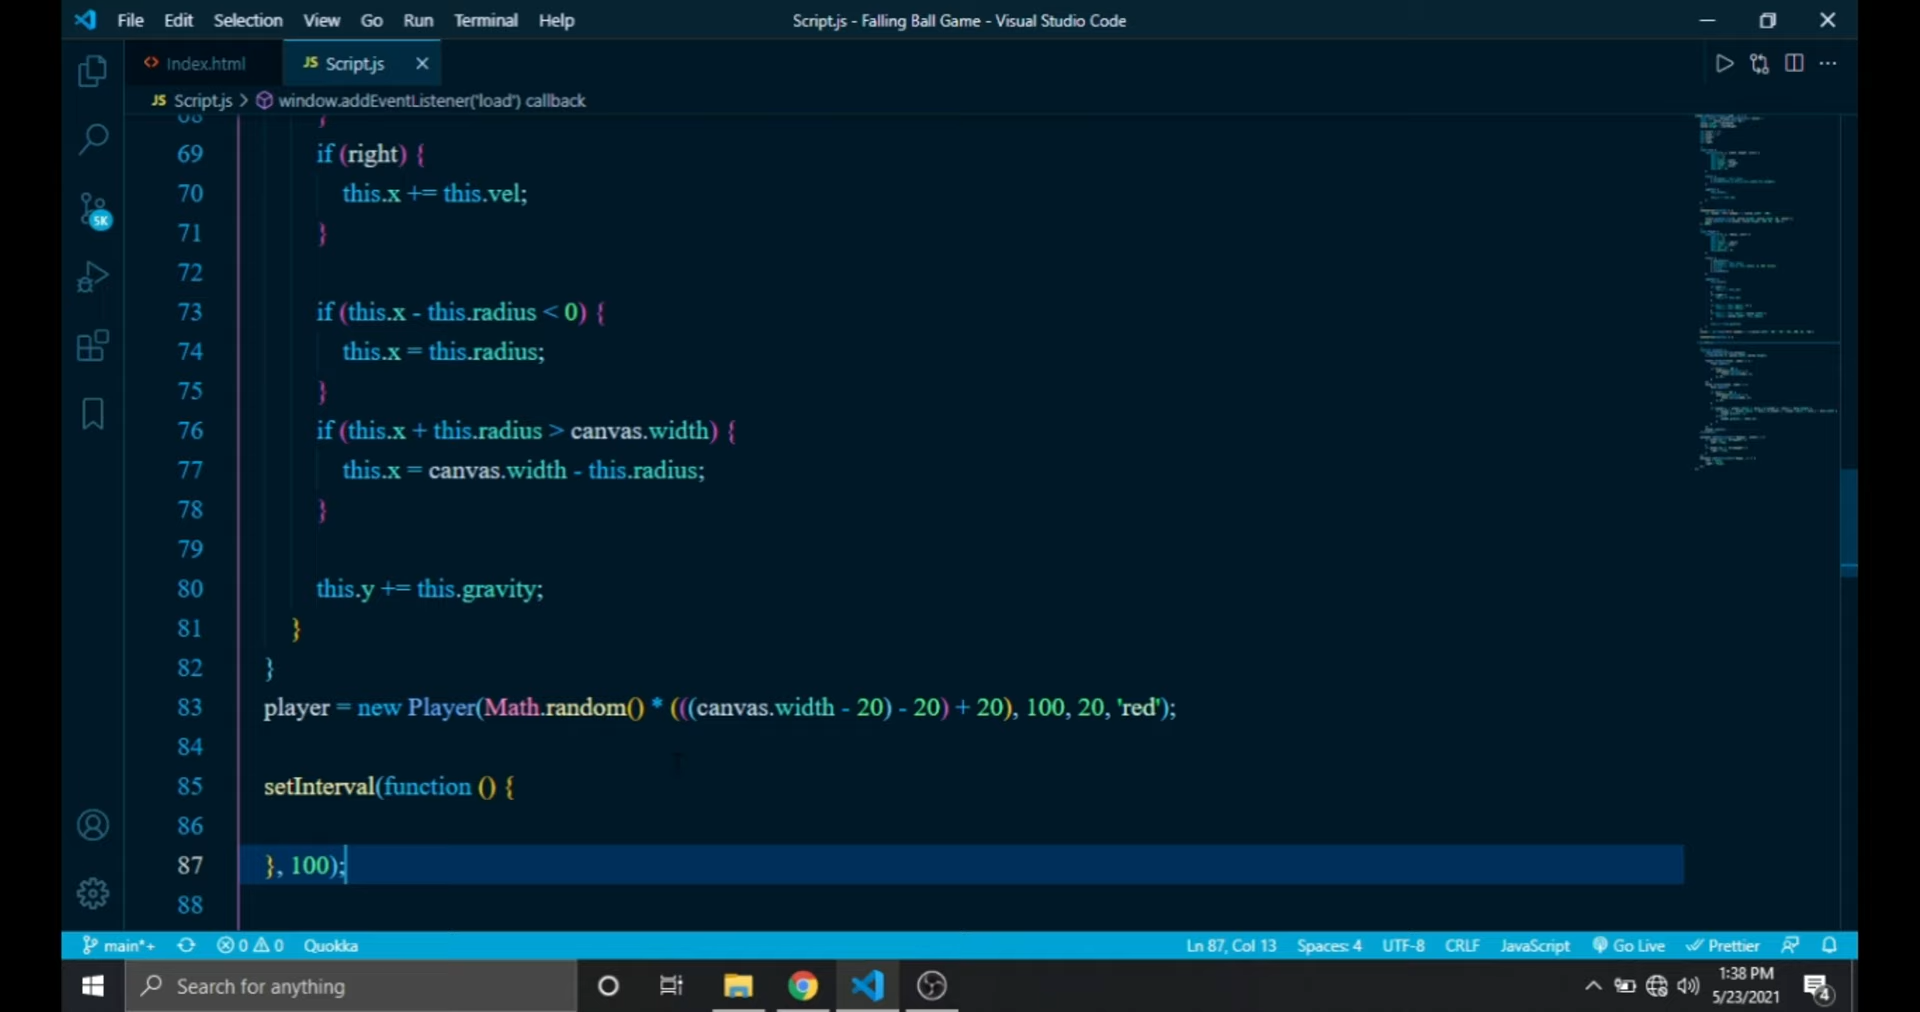 File Edit Selection View Go Run Terminal Help
Script.js - Falling Ball Game - Visual Studio Code
<> Index.html
JS Script.js
JS Script.js > window.addEventListener('load') callback
68 }
69 if (right) {
70 this.x += this.vel;
71 }
72
73 if (this.x - this.radius < 0) {
74 this.x = this.radius;
75 }
76 if (this.x + this.radius > canvas.width) {
77 this.x = canvas.width - this.radius;
78 }
79
80 this.y += this.gravity;
81 }
82 }
83 player = new Player(Math.random() * (((canvas.width - 20) - 20) + 20), 100, 20, 'red');
84
85 setInterval(function () {
86
87 }, 100);
88
5K
main*+ 0 0 Quokka
Ln 87, Col 13 Spaces: 4 UTF-8 CRLF JavaScript Go Live Prettier
Search for anything
1:38 PM
5/23/2021
4